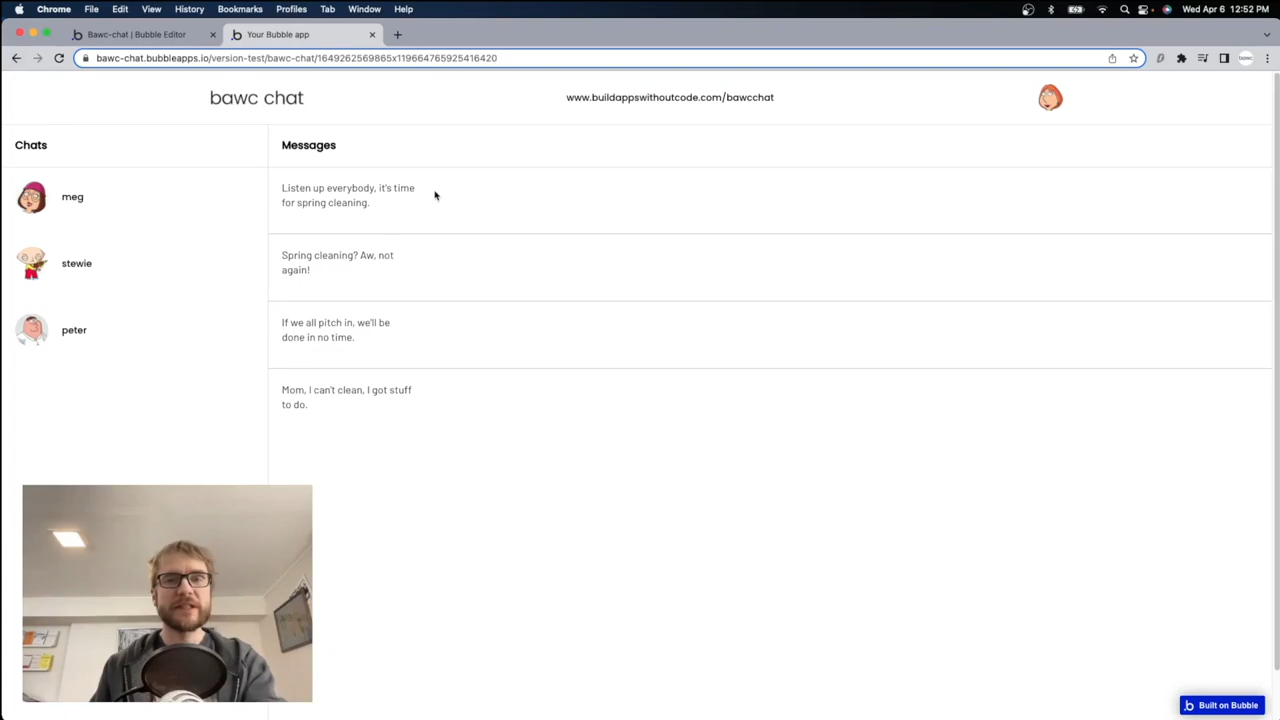 Chrome File Edit View History Bookmarks Profiles Tab Window Help Wed Apr 6 12:52 PM
Bawc-chat | Bubble Editor Your Bubble app
bawc-chat.bubbleapps.io/version-test/bawc-chat/1649262569865x119664765925416420
bawc chat www.buildappswithoutcode.com/bawcchat
Chats Messages
meg
Listen up everybody, it's time
for spring cleaning.
stewie
Spring cleaning? Aw, not
again!
peter
If we all pitch in, we'll be
done in no time.
Mom, I can't clean, I got stuff
to do.
Built on Bubble